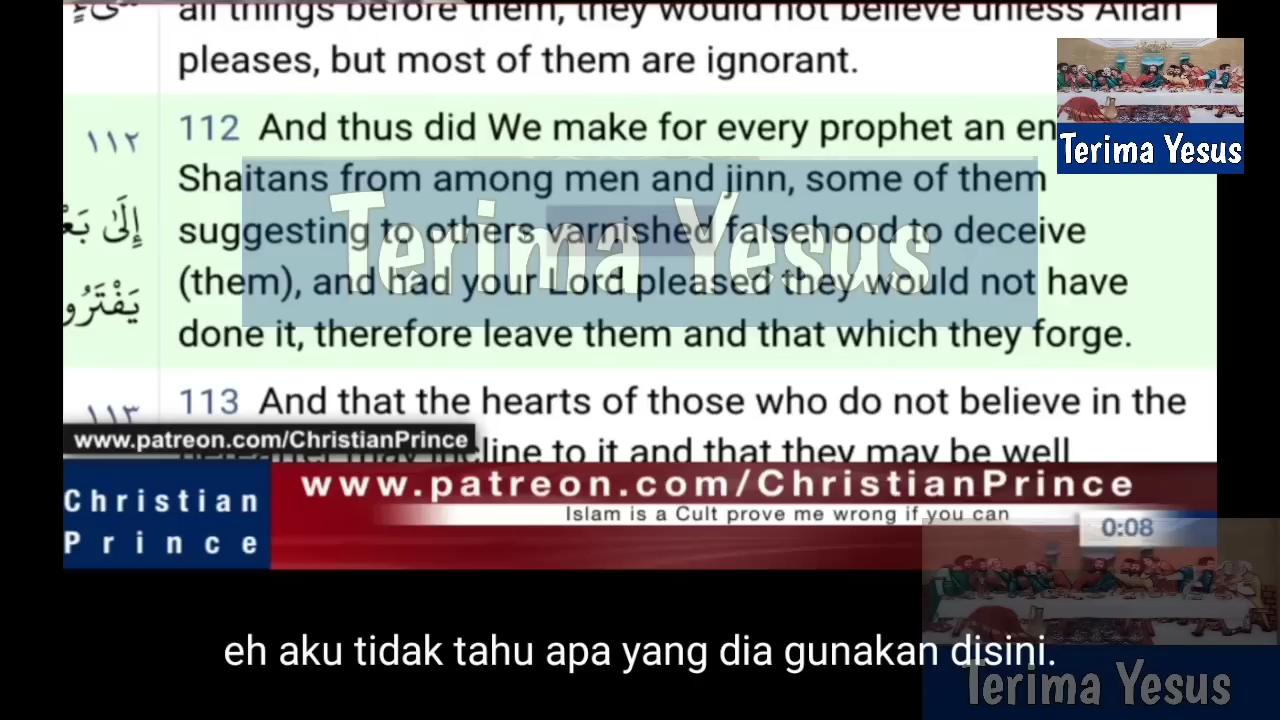 all things before them, they would not believe unless Allah
pleases, but most of them are ignorant.
١١٢
112 And thus did We make for every prophet an en
Shaitans from among men and jinn, some of them
suggesting to others varnished falsehood to deceive
(them), and had your Lord pleased they would not have
done it, therefore leave them and that which they forge.
إِلَىٰ
Terima Yesus
Terima Yesus
١١٣
113 And that the hearts of those who do not believe in the
hereafter may incline to it and that they may be well
www.patreon.com/ChristianPrince
Christian
Prince
www.patreon.com/ChristianPrince
Islam is a Cult prove me wrong if you can
0:08
eh aku tidak tahu apa yang dia gunakan disini.
Terima Yesus